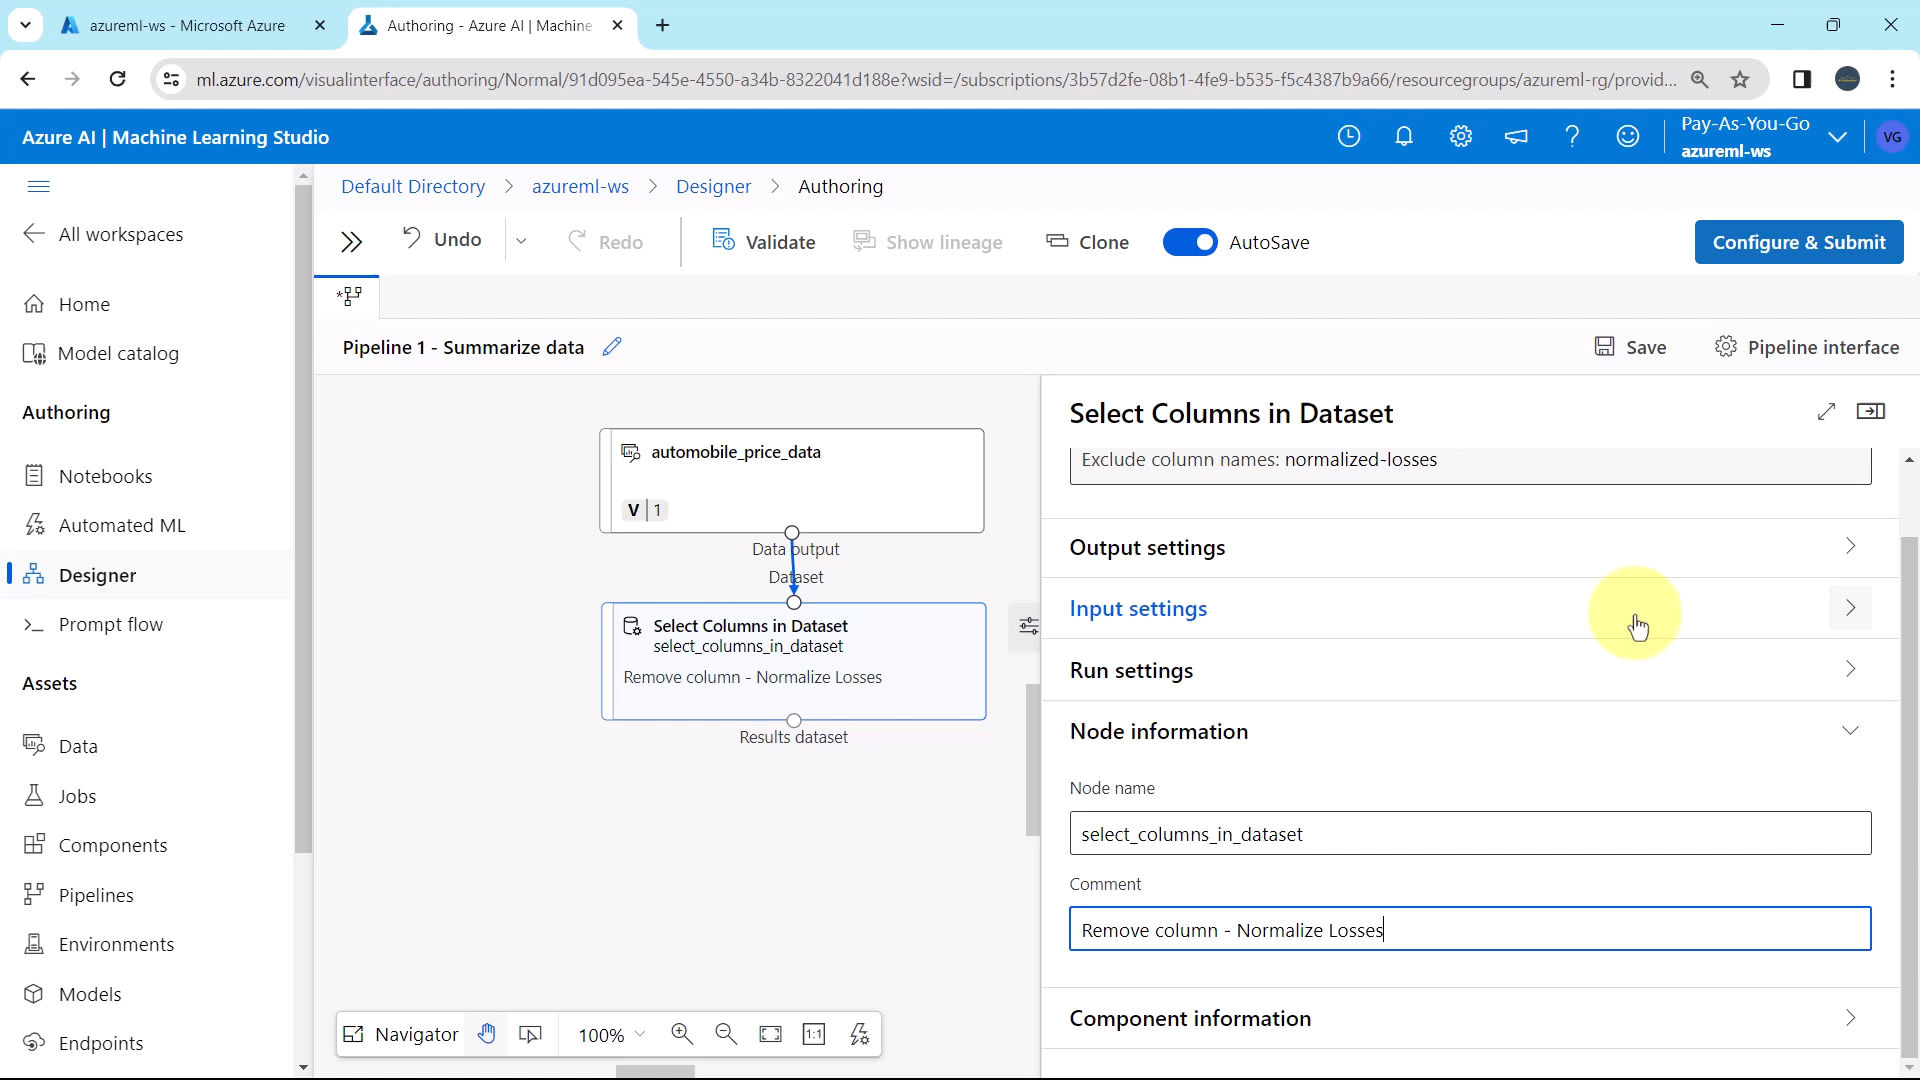 azureml-ws - Microsoft Azure
Authoring - Azure AI | Machine
ml.azure.com/visualinterface/authoring/Normal/91d095ea-545e-4550-a34b-8322041d188e?wsid=/subscriptions/3b57d2fe-08b1-4fe9-b535-f5c4387b9a66/resourcegroups/azureml-rg/provid...
Azure AI | Machine Learning Studio
Pay-As-You-Go
azureml-ws
VG
All workspaces
Home
Model catalog
Authoring
Notebooks
Automated ML
Designer
Prompt flow
Assets
Data
Jobs
Components
Pipelines
Environments
Models
Endpoints
Default Directory > azureml-ws > Designer > Authoring
Undo
Redo
Validate
Show lineage
Clone
AutoSave
Configure & Submit
Pipeline 1 - Summarize data
Save
Pipeline interface
automobile_price_data
V | 1
Data output
Dataset
Select Columns in Dataset
select_columns_in_dataset
Remove column - Normalize Losses
Results dataset
Navigator
100%
1:1
Select Columns in Dataset
Exclude column names: normalized-losses
Output settings
Input settings
Run settings
Node information
Node name
select_columns_in_dataset
Comment
Remove column - Normalize Losses
Component information